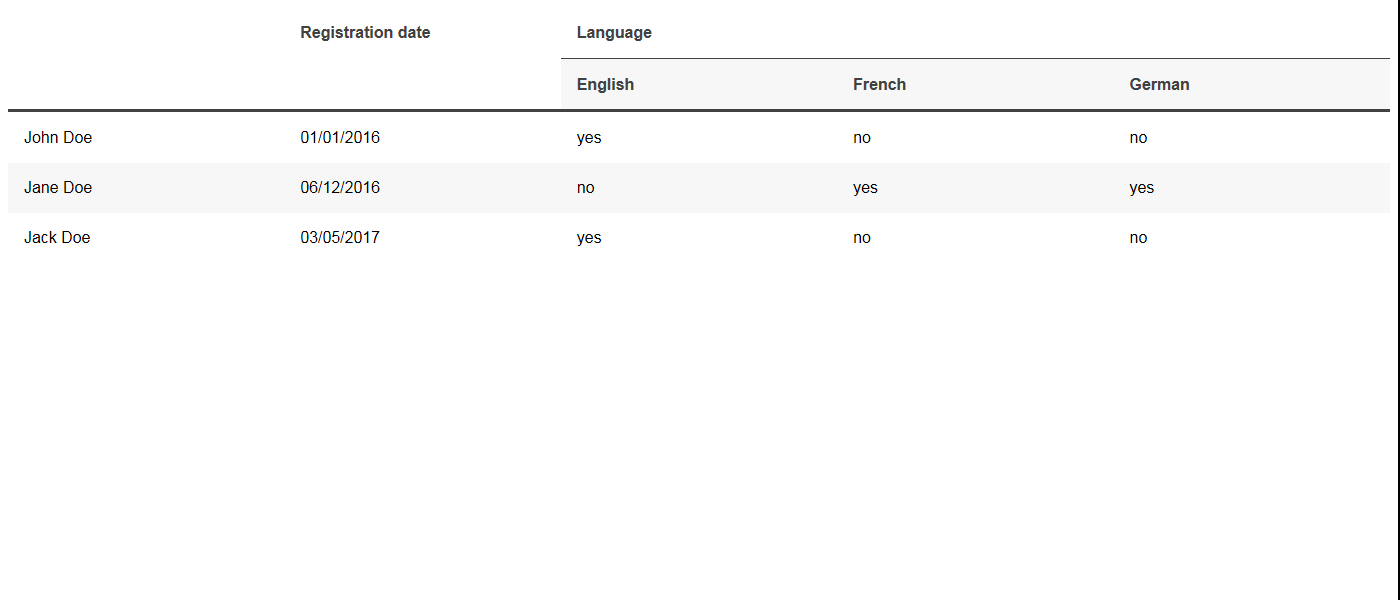 Registration date Language
English French German
John Doe 01/01/2016 yes no no
Jane Doe 06/12/2016 no yes yes
Jack Doe 03/05/2017 yes no no